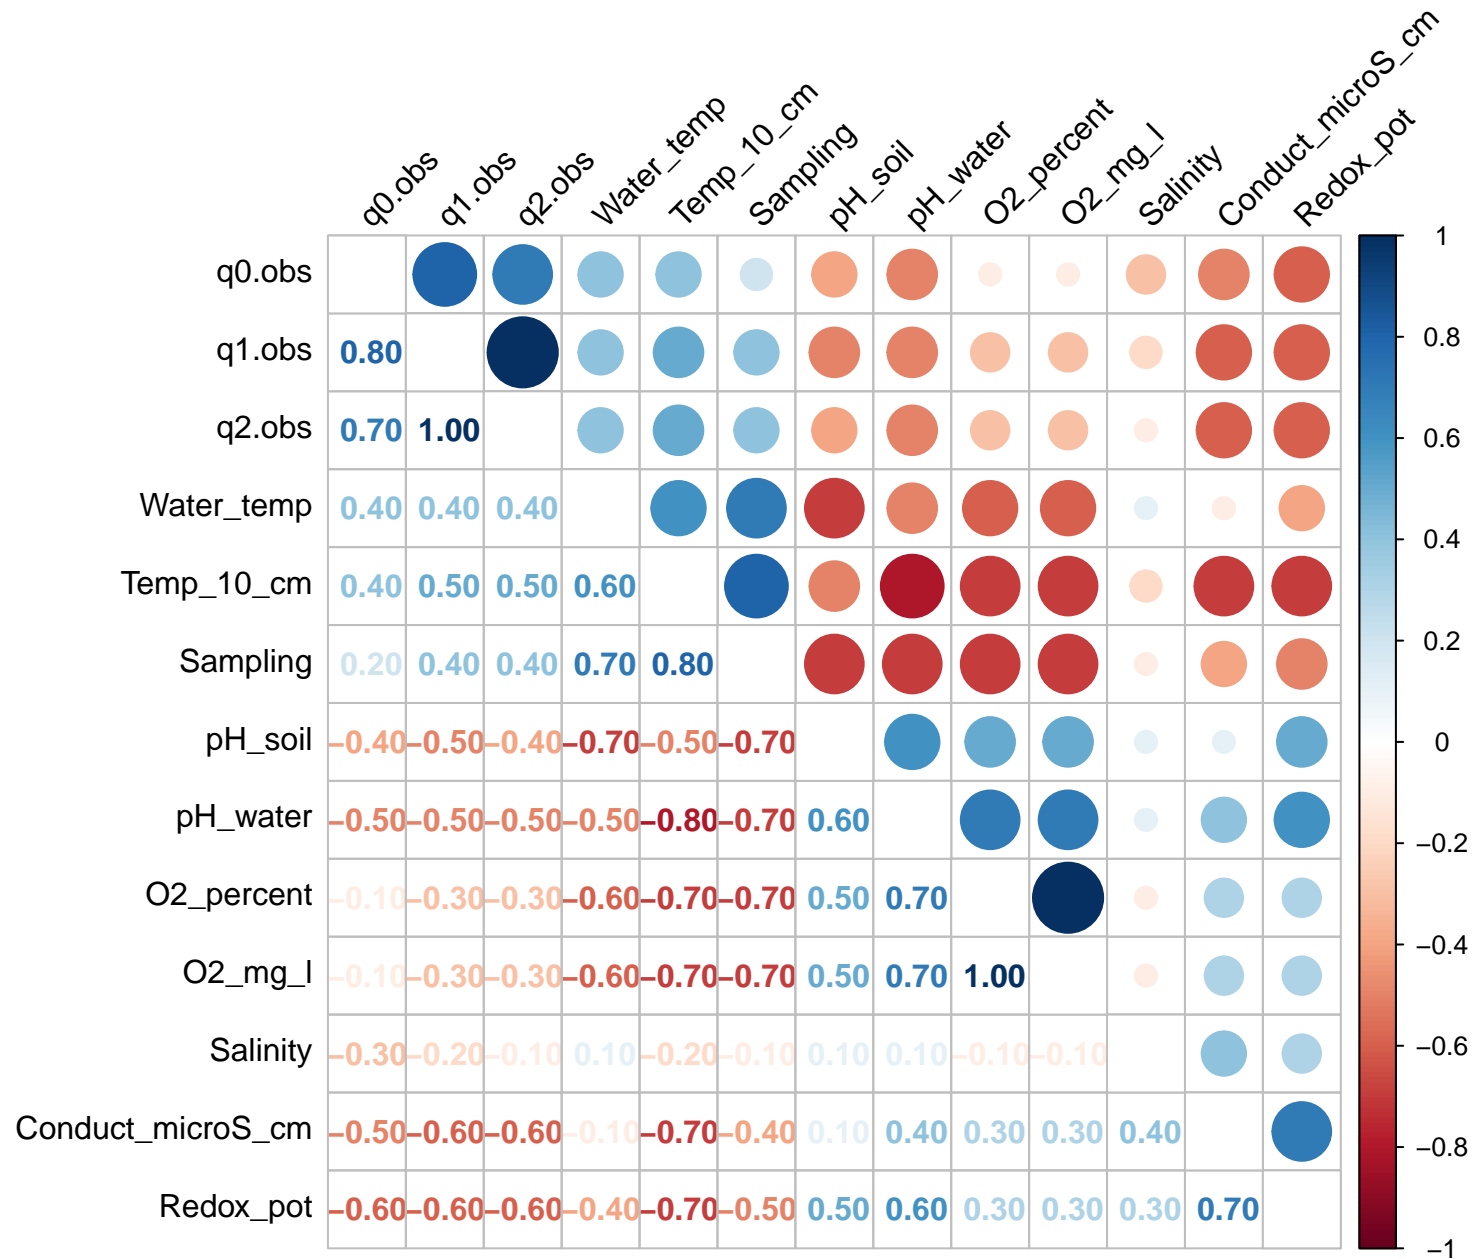 q0.obs q1.obs q2.obs Water_temp Temp_10_cm Sampling pH_soil pH_water O2_percent O2_mg_l Salinity Conduct_microS_cm Redox_pot
q0.obs
q1.obs 0.80
q2.obs 0.70 1.00
Water_temp 0.40 0.40 0.40
Temp_10_cm 0.40 0.50 0.50 0.60
Sampling 0.20 0.40 0.40 0.70 0.80
pH_soil −0.40 −0.50 −0.40 −0.70 −0.50 −0.70
pH_water −0.50 −0.50 −0.50 −0.50 −0.80 −0.70 0.60
O2_percent −0.10 −0.30 −0.30 −0.60 −0.70 −0.70 0.50 0.70
O2_mg_l −0.10 −0.30 −0.30 −0.60 −0.70 −0.70 0.50 0.70 1.00
Salinity −0.30 −0.20 −0.10 0.10 −0.20 −0.10 0.10 0.10 −0.10 −0.10
Conduct_microS_cm −0.50 −0.60 −0.60 −0.10 −0.70 −0.40 0.10 0.40 0.30 0.30 0.40
Redox_pot −0.60 −0.60 −0.60 −0.40 −0.70 −0.50 0.50 0.60 0.30 0.30 0.30 0.70
1
0.8
0.6
0.4
0.2
0
−0.2
−0.4
−0.6
−0.8
−1